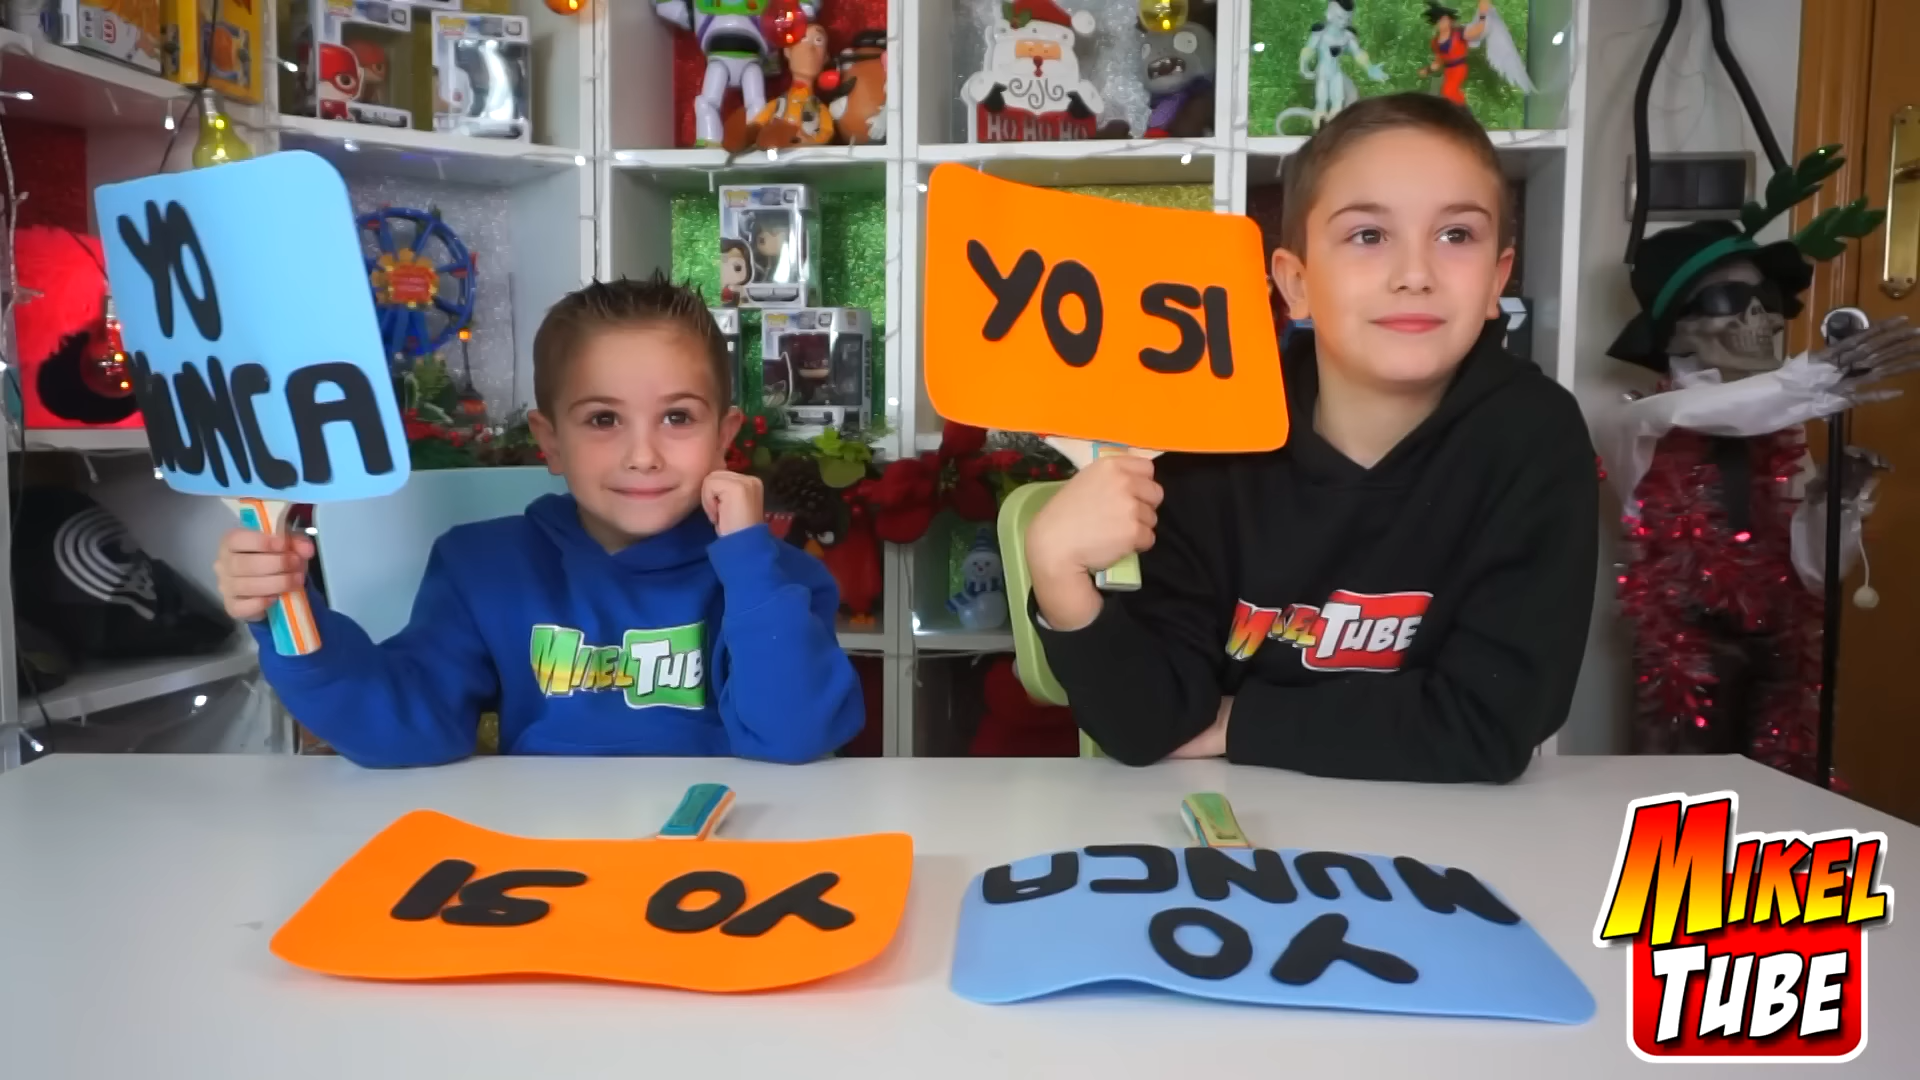 HO HO HO
YO
NUNCA
YO SI
MIKELTUBE
MIKELTUBE
YO SI
YO
NUNCA
MIKEL
TUBE